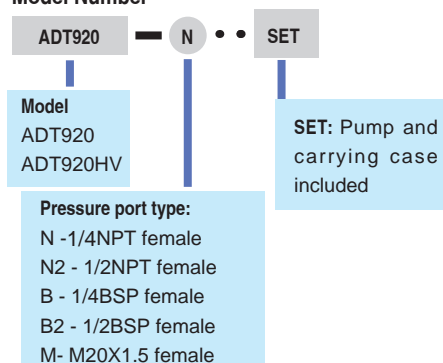 Model Number
ADT920 — N • • SET
Model
ADT920
ADT920HV
SET: Pump and
carrying case
included
Pressure port type:
N -1/4NPT female
N2 - 1/2NPT female
B - 1/4BSP female
B2 - 1/2BSP female
M- M20X1.5 female